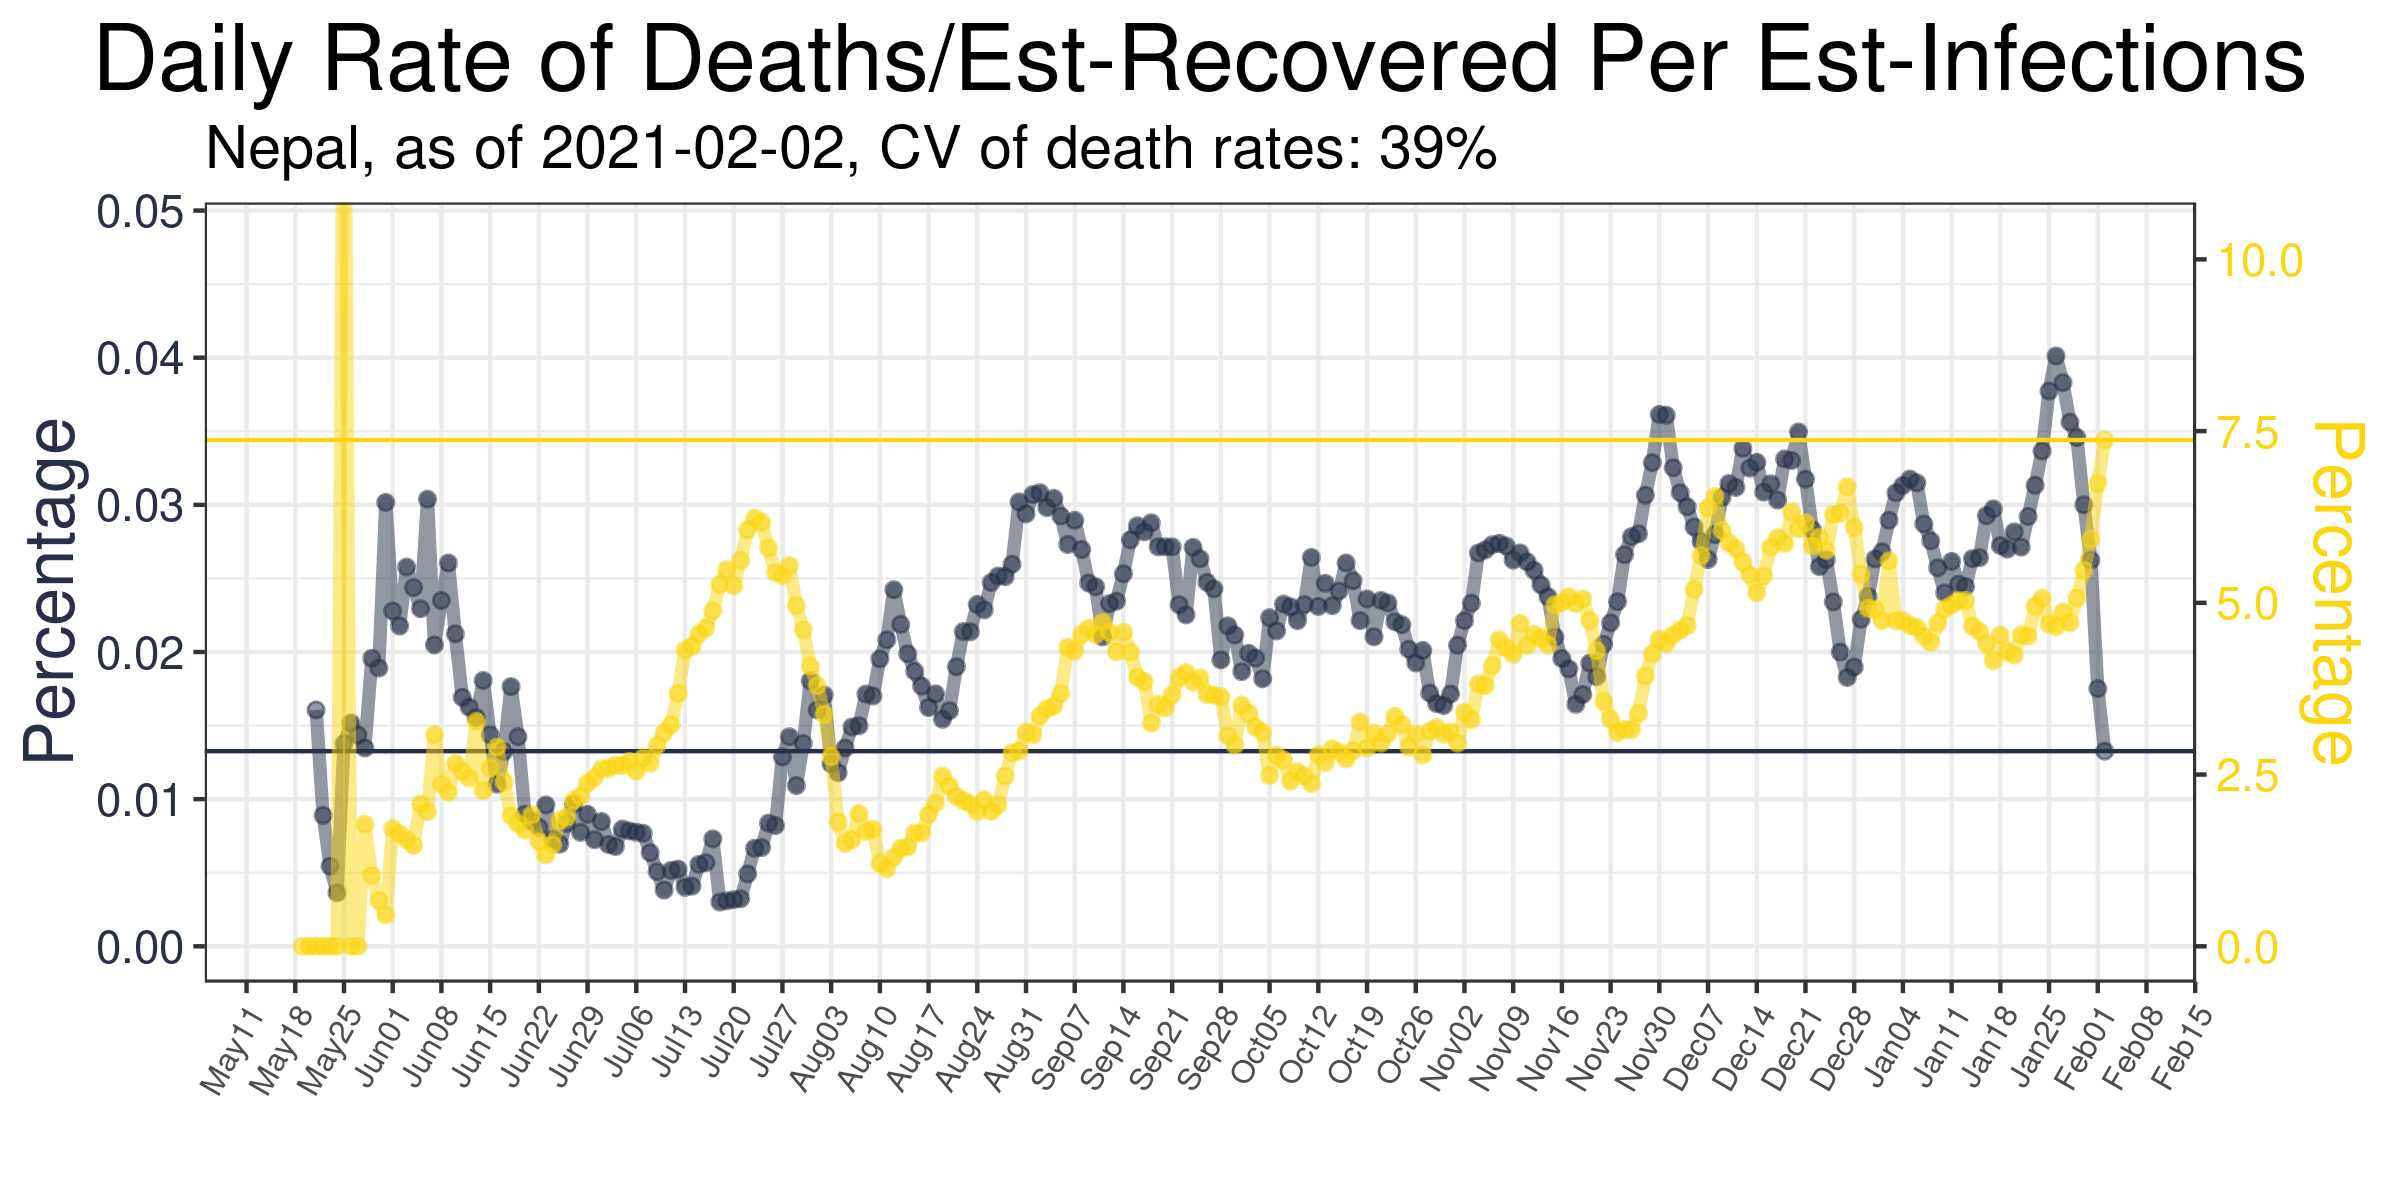 Daily Rate of Deaths/Est-Recovered Per Est-Infections
Nepal, as of 2021-02-02, CV of death rates: 39%
Percentage
0.05
0.04
0.03
0.02
0.01
0.00
10.0
7.5
5.0
2.5
0.0
Percentage
May11
May18
May25
Jun01
Jun08
Jun15
Jun22
Jun29
Jul06
Jul13
Jul20
Jul27
Aug03
Aug10
Aug17
Aug24
Aug31
Sep07
Sep14
Sep21
Sep28
Oct05
Oct12
Oct19
Oct26
Nov02
Nov09
Nov16
Nov23
Nov30
Dec07
Dec14
Dec21
Dec28
Jan04
Jan11
Jan18
Jan25
Feb01
Feb08
Feb15